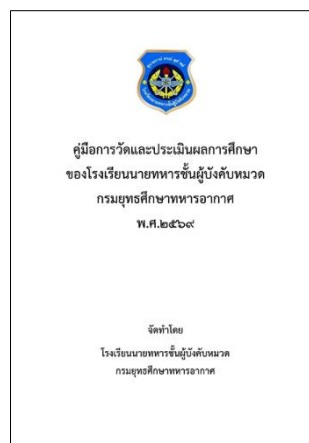 คู่มือการวัดและประเมินผลการศึกษา
ของโรงเรียนนายทหารชั้นผู้บังคับหมวด
กรมยุทธศึกษาทหารอากาศ
พ.ศ.๒๕๖๙
จัดทำโดย
โรงเรียนนายทหารชั้นผู้บังคับหมวด
กรมยุทธศึกษาทหารอากาศ